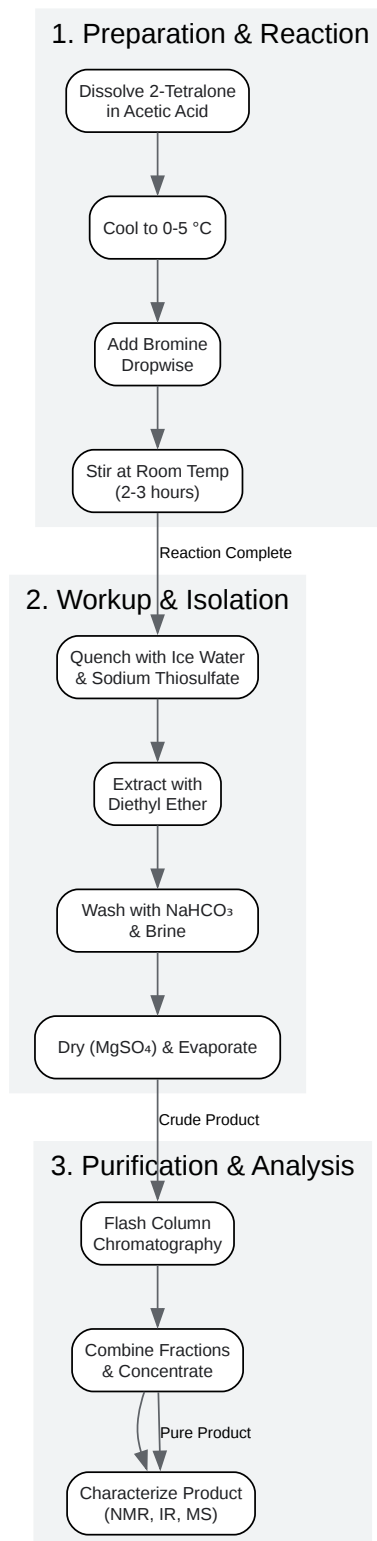 1. Preparation & Reaction
Dissolve 2-Tetralone
in Acetic Acid
Cool to 0-5 °C
Add Bromine
Dropwise
Stir at Room Temp
(2-3 hours)
Reaction Complete
2. Workup & Isolation
Quench with Ice Water
& Sodium Thiosulfate
Extract with
Diethyl Ether
Wash with NaHCO₃
& Brine
Dry (MgSO₄) & Evaporate
Crude Product
3. Purification & Analysis
Flash Column
Chromatography
Combine Fractions
& Concentrate
Pure Product
Characterize Product
(NMR, IR, MS)